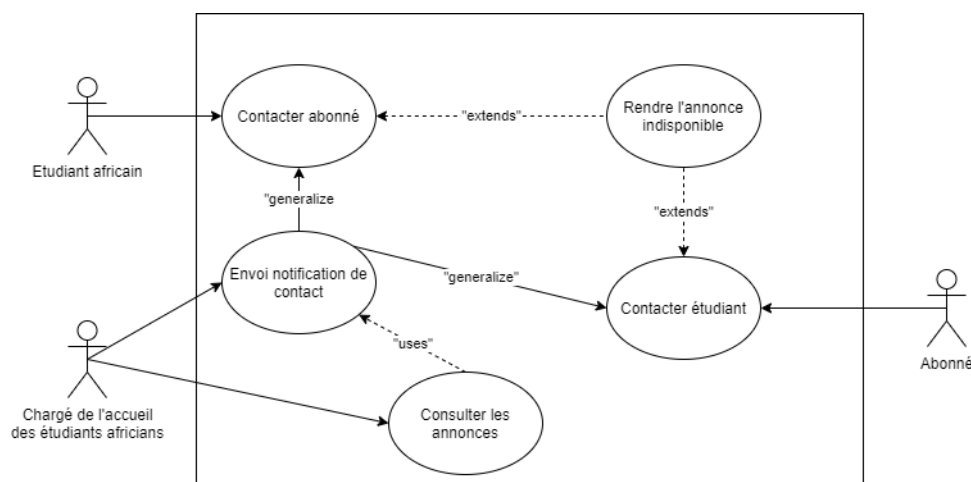 Contacter abonné
"extends"
Rendre l'annonce
indisponible
Etudiant africain
"generalize
"extends"
Envoi notification de
contact
"generalize"
Contacter étudiant
"uses"
Abonné
Chargé de l'accueil
des étudiants africians
Consulter les
annonces